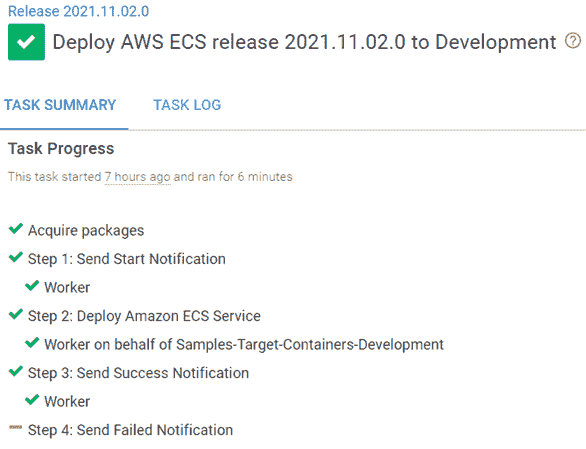 Release 2021.11.02.0
Deploy AWS ECS release 2021.11.02.0 to Development ?
TASK SUMMARY TASK LOG
Task Progress
This task started 7 hours ago and ran for 6 minutes
Acquire packages
Step 1: Send Start Notification
Worker
Step 2: Deploy Amazon ECS Service
Worker on behalf of Samples-Target-Containers-Development
Step 3: Send Success Notification
Worker
Step 4: Send Failed Notification